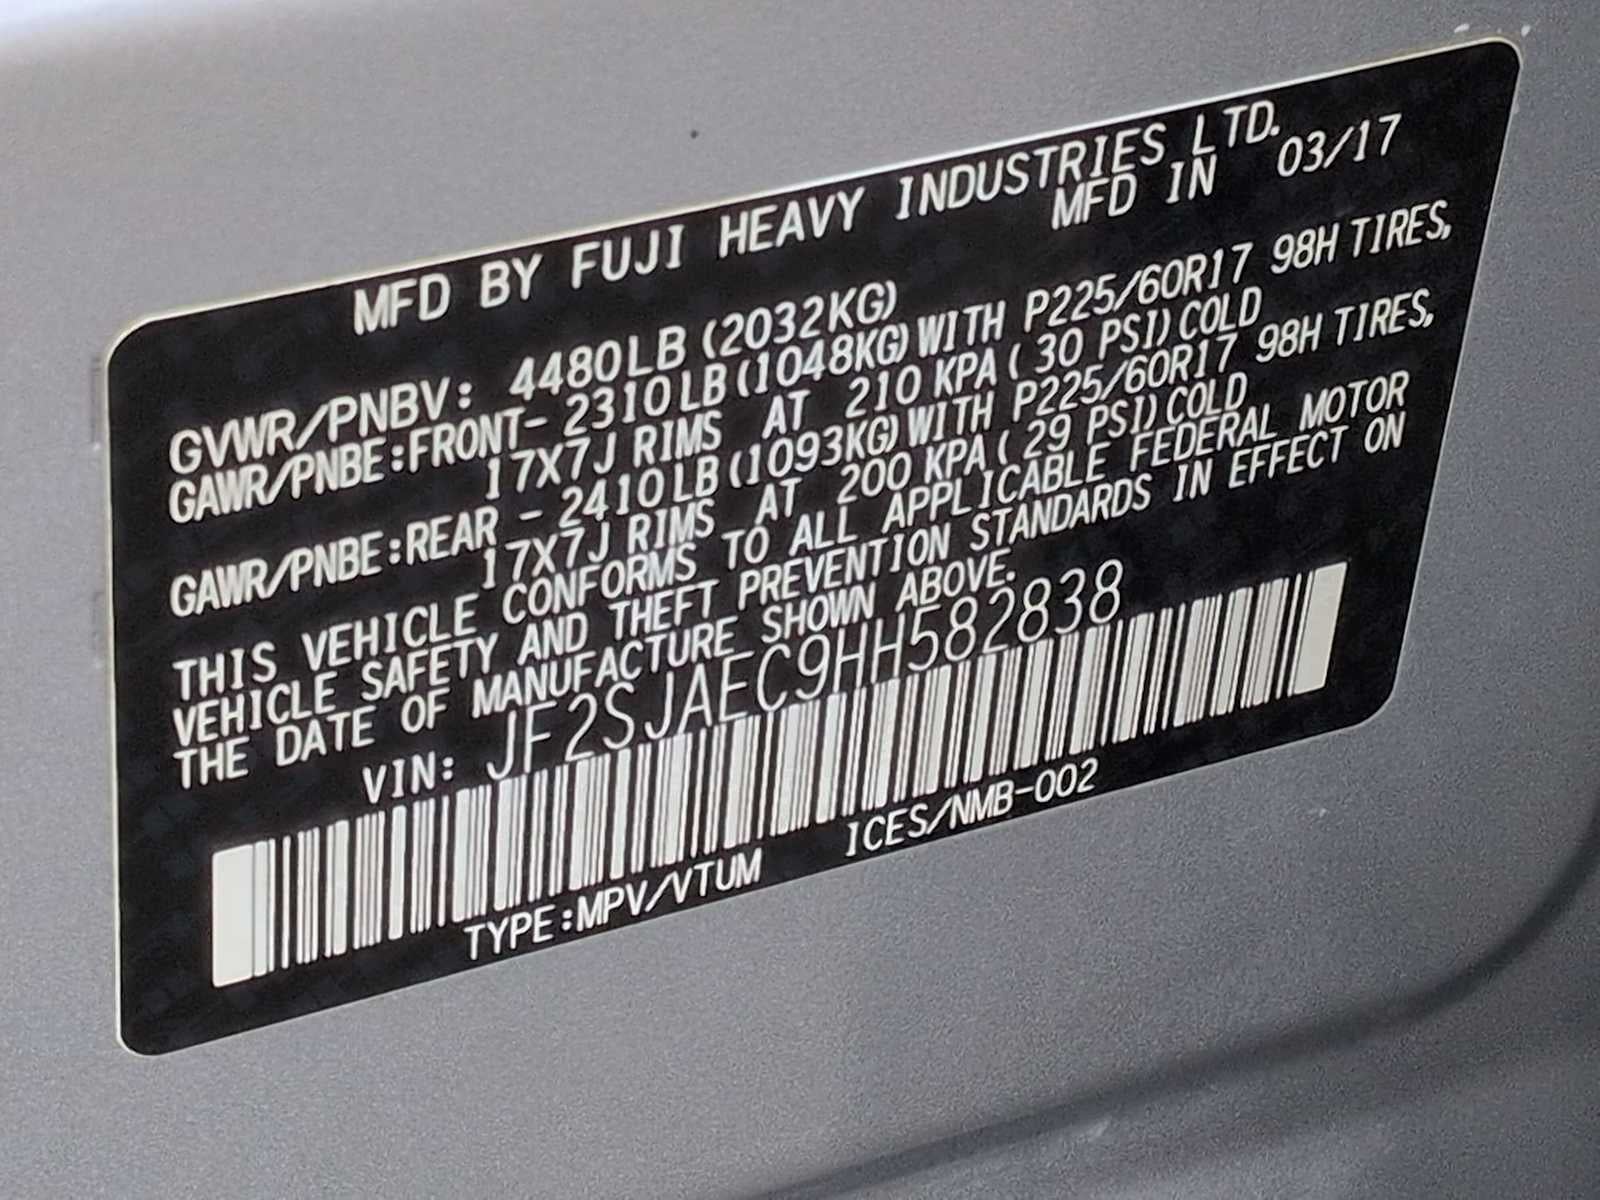 MFD BY FUJI HEAVY INDUSTRIES LTD.
MFD IN 03/17
GVWR/PNBV: 4480LB (2032KG)
GAWR/PNBE:FRONT- 2310LB(1048KG)WITH P225/60R17 98H TIRES,
17X7J RIMS AT 210 KPA ( 30 PSI)COLD
GAWR/PNBE:REAR - 2410LB(1093KG)WITH P225/60R17 98H TIRES,
17X7J RIMS AT 200 KPA ( 29 PSI)COLD
THIS VEHICLE CONFORMS TO ALL APPLICABLE FEDERAL MOTOR
VEHICLE SAFETY AND THEFT PREVENTION STANDARDS IN EFFECT ON
THE DATE OF MANUFACTURE SHOWN ABOVE.
VIN: JF2SJAEC9HH582838
TYPE:MPV/VTUM ICES/NMB-002